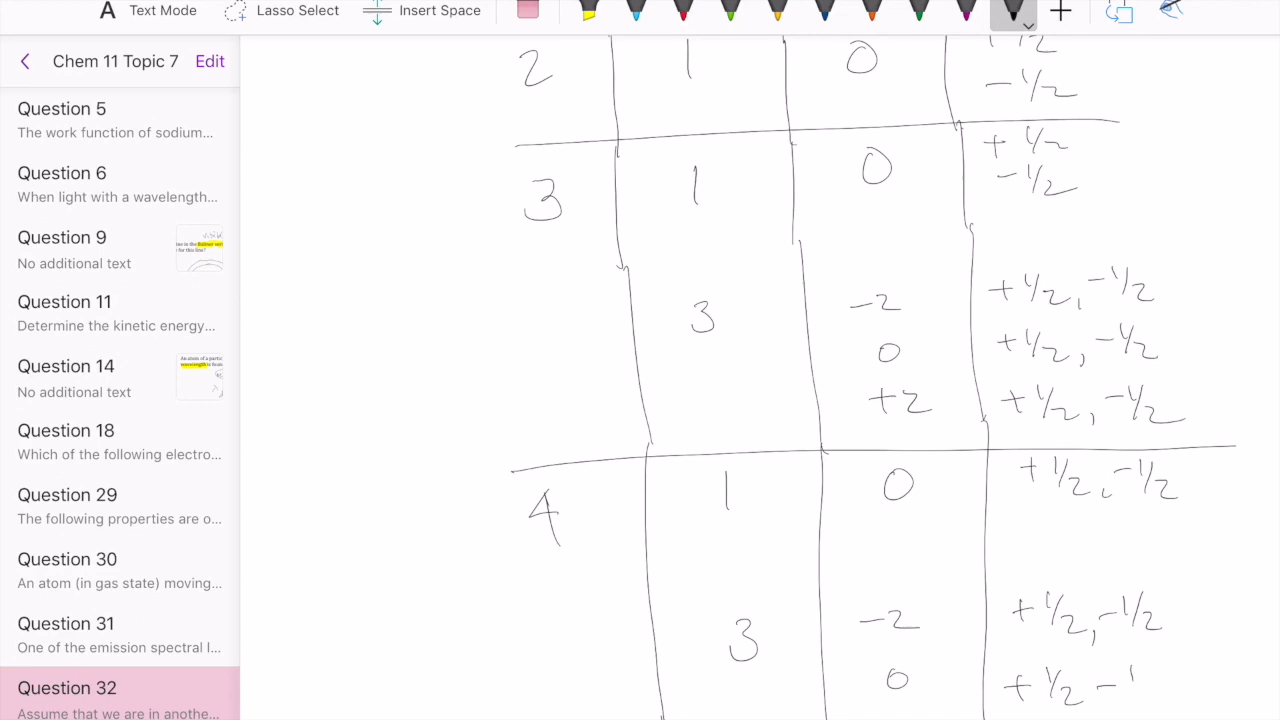 A Text Mode Lasso Select Insert Space
Chem 11 Topic 7 Edit
Question 5
The work function of sodium...
Question 6
When light with a wavelength...
Question 9
No additional text
Question 11
Determine the kinetic energy...
Question 14
No additional text
Question 18
Which of the following electro...
Question 29
The following properties are o...
Question 30
An atom (in gas state) moving...
Question 31
One of the emission spectral l...
Question 32
Assume that we are in anothe...
2 1 0 +1/2
-1/2
3 1 0 +1/2
-1/2
3 -2 +1/2, -1/2
0 +1/2, -1/2
+2 +1/2, -1/2
4 1 0 +1/2, -1/2
3 -2 +1/2, -1/2
0 +1/2 -1